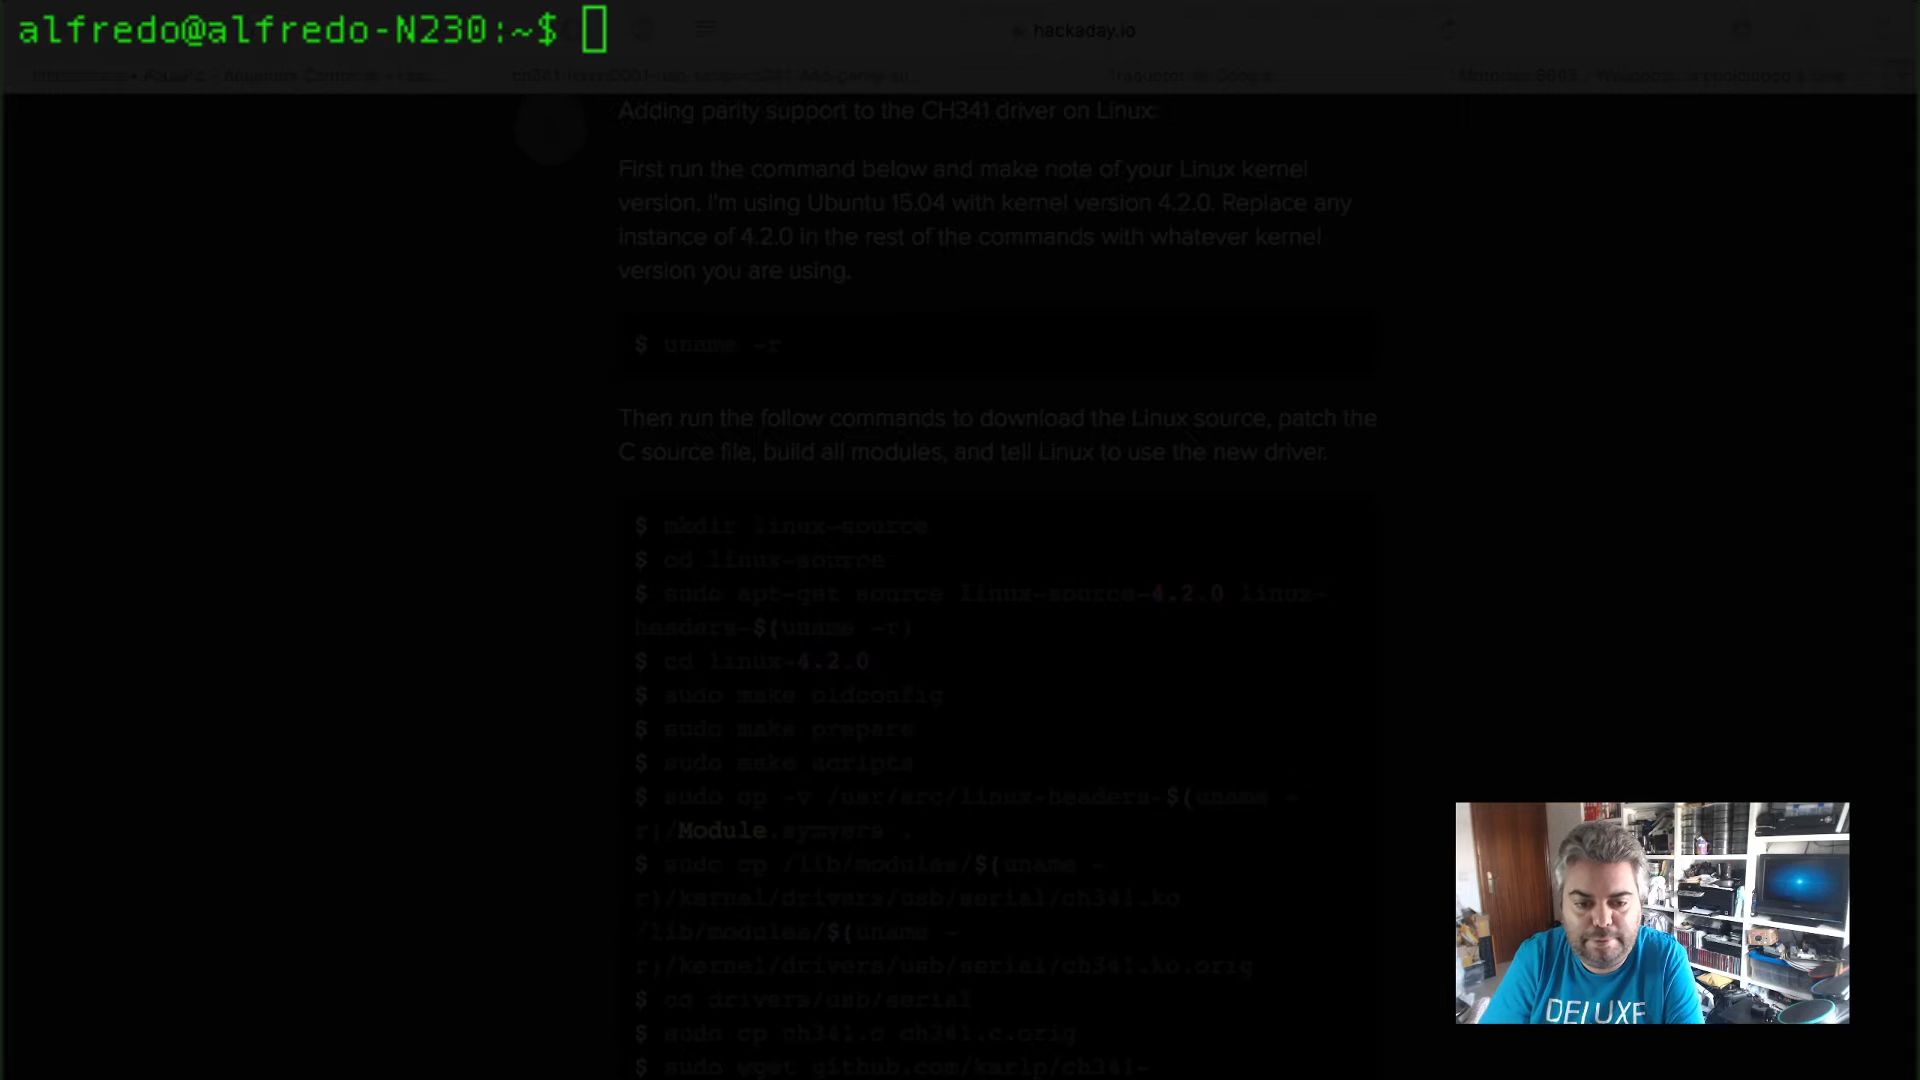 alfredo@alfredo-N230:~$
hackaday.io
Adding parity support to the CH341 driver on Linux:
First run the command below and make note of your Linux kernel
version. I'm using Ubuntu 15.04 with kernel version 4.2.0. Replace any
instance of 4.2.0 in the rest of the commands with whatever kernel
version you are using.
$ uname -r
Then run the follow commands to download the Linux source, patch the
C source file, build all modules, and tell Linux to use the new driver.
$ mkdir linux-source
$ cd linux-source
$ sudo apt-get source linux-source-4.2.0 linux-
headers-$(uname -r)
$ cd linux-4.2.0
$ sudo make oldconfig
$ sudo make prepare
$ sudo make scripts
$ sudo cp -v /usr/src/linux-headers-$(uname -
r)/Module.symvers .
$ sudo cp /lib/modules/$(uname -
r)/kernel/drivers/usb/serial/ch341.ko
/lib/modules/$(uname -
r)/kernel/drivers/usb/serial/ch341.ko.orig
$ cd drivers/usb/serial
$ sudo cp ch341.c ch341.c.orig
$ sudo wget github.com/karlp/ch341-
DELUXE